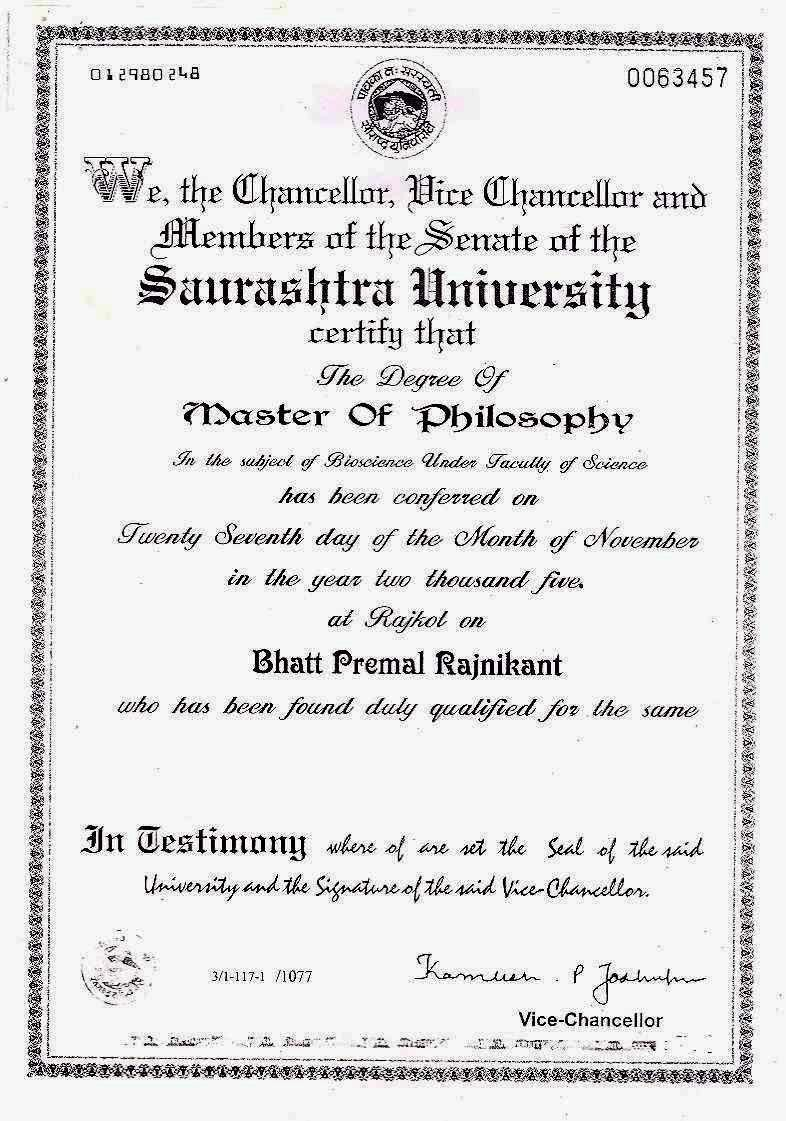 012980248
0063457
We, the Chancellor, Vice Chancellor and
Members of the Senate of the
Saurashtra University
certify that
The Degree Of
Master Of Philosophy
In the subject of Bioscience Under Faculty of Science
has been conferred on
Twenty Seventh day of the Month of November
in the year two thousand five.
at Rajkot on
Bhatt Premal Rajnikant
who has been found duly qualified for the same
In Testimony where of are set the Seal of the said
University and the Signature of the said Vice-Chancellor.
3/1-117-1 /1077
Vice-Chancellor